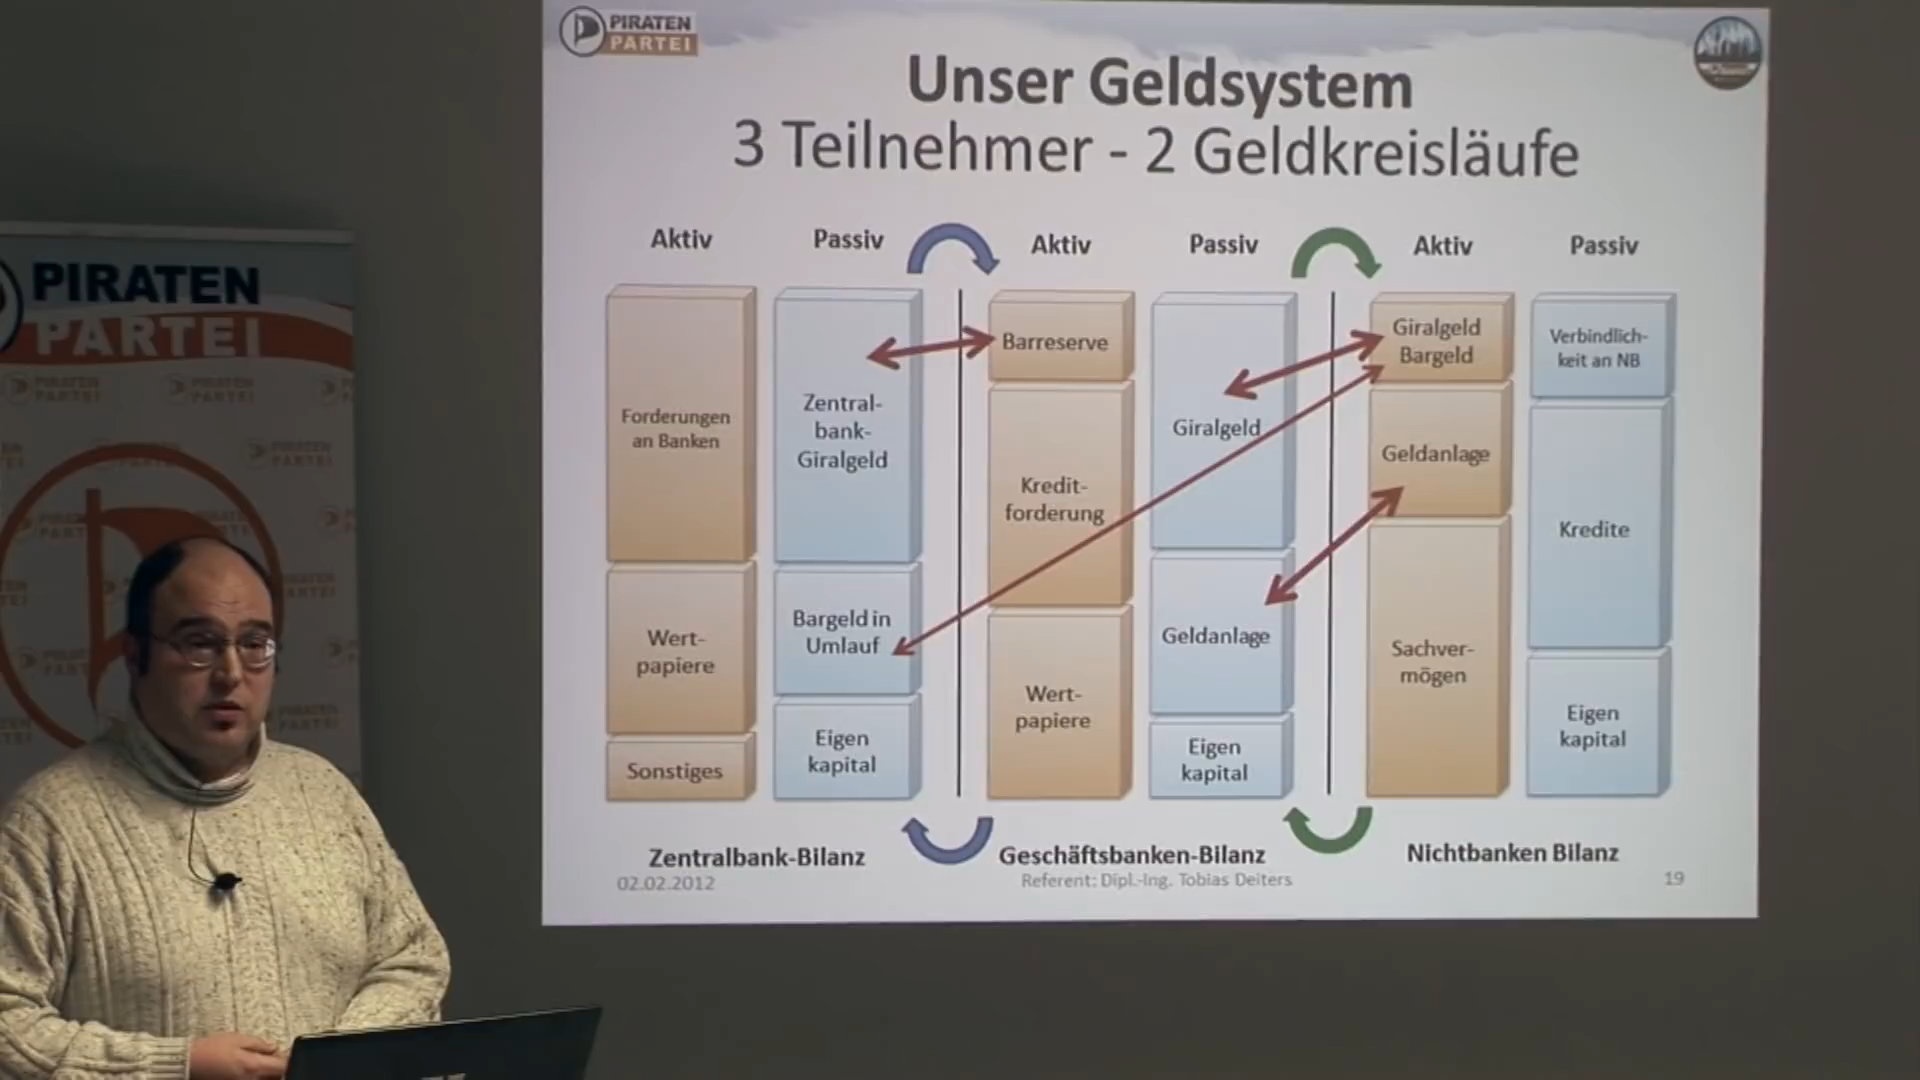 PIRATEN
PARTEI
Unser Geldsystem
3 Teilnehmer - 2 Geldkreisläufe
Aktiv
Passiv
Aktiv
Passiv
Aktiv
Passiv
Forderungen
an Banken
Wert-
papiere
Sonstiges
Zentral-
bank-
Giralgeld
Bargeld in
Umlauf
Eigen
kapital
Barreserve
Kredit-
forderung
Wert-
papiere
Giralgeld
Geldanlage
Eigen
kapital
Giralgeld
Bargeld
Geldanlage
Sachver-
mögen
Verbindlich-
keit an NB
Kredite
Eigen
kapital
Zentralbank-Bilanz
Geschäftsbanken-Bilanz
Nichtbanken Bilanz
02.02.2012
Referent: Dipl.-Ing. Tobias Deiters
19
PIRATEN
PARTEI